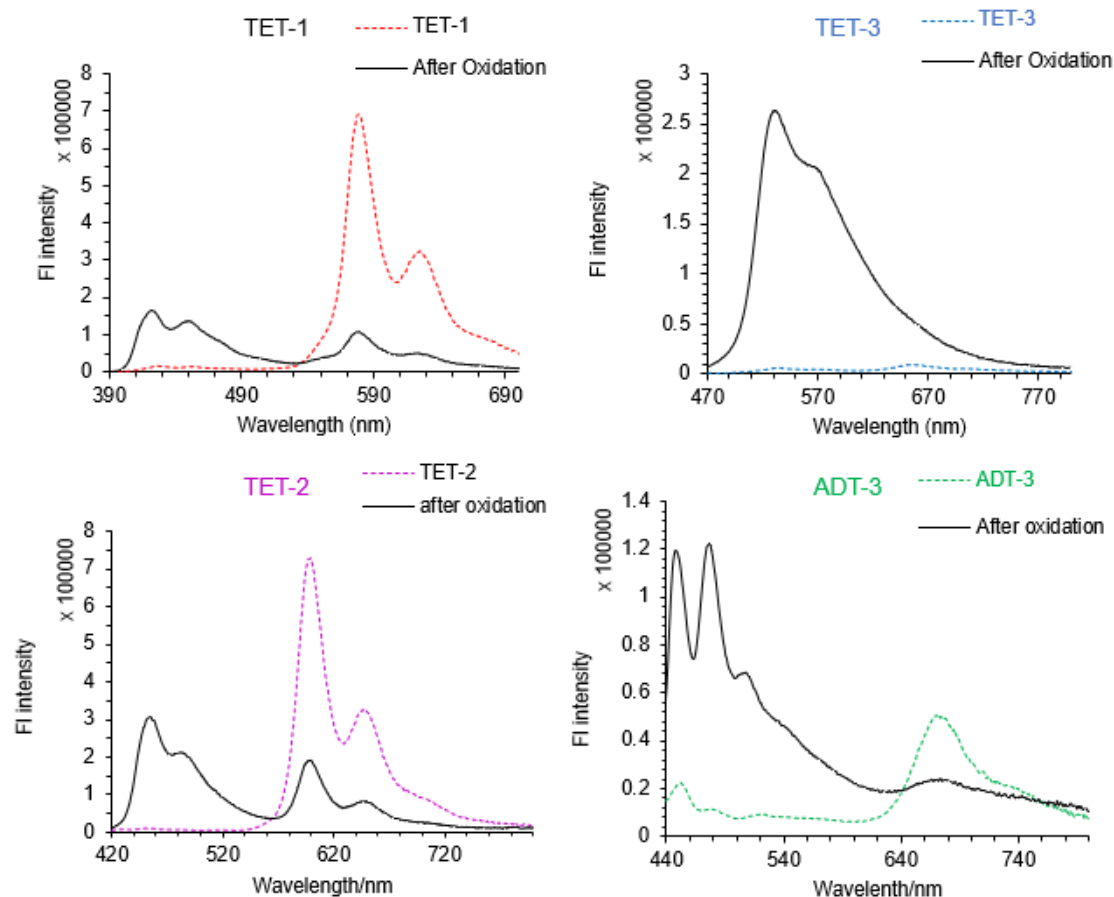 TET-1
TET-1
After Oxidation
8
7
6
5
4
3
2
1
0
x 100000
FI intensity
390
490
590
690
Wavelength (nm)
TET-3
TET-3
After Oxidation
3
2.5
2
1.5
1
0.5
0
x 100000
FI intensity
470
570
670
770
Wavelength (nm)
TET-2
TET-2
after oxidation
8
7
6
5
4
3
2
1
0
x 100000
FI intensity
420
520
620
720
Wavelength/nm
ADT-3
ADT-3
After oxidation
1.4
1.2
1
0.8
0.6
0.4
0.2
0
x 100000
FI intensity
440
540
640
740
Wavelenth/nm